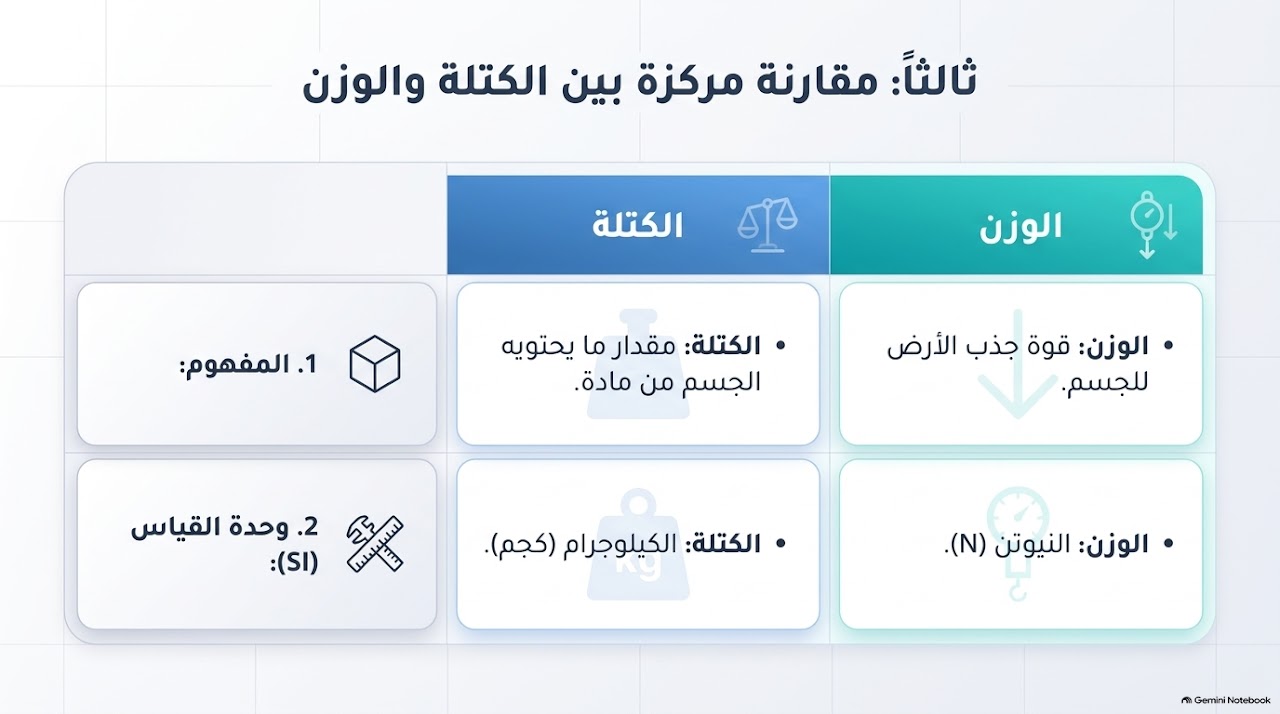 ثالثاً: مقارنة مركزة بين الكتلة والوزن
الوزن
الكتلة
• الوزن: قوة جذب الأرض
للجسم.
• الكتلة: مقدار ما يحتويه
الجسم من مادة.
1. المفهوم:
• الوزن: النيوتن (N).
• الكتلة: الكيلوجرام (كجم).
kg
2. وحدة القياس
(SI):
Gemini Notebook